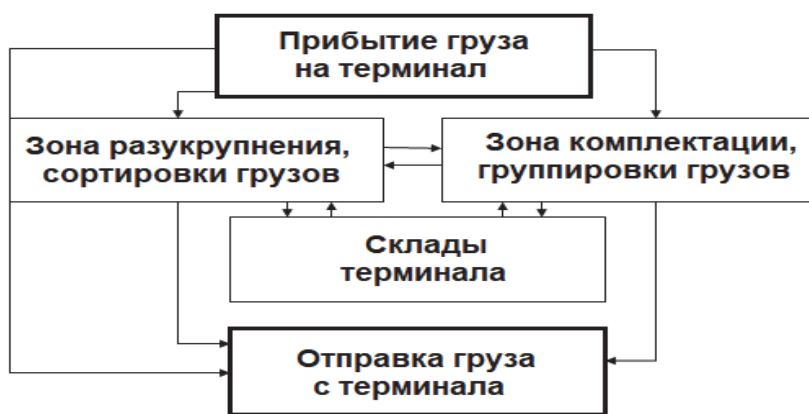 Прибытие груза
на терминал
Зона разукрупнения,
сортировки грузов
Зона комплектации,
группировки грузов
Склады
терминала
Отправка груза
с терминала